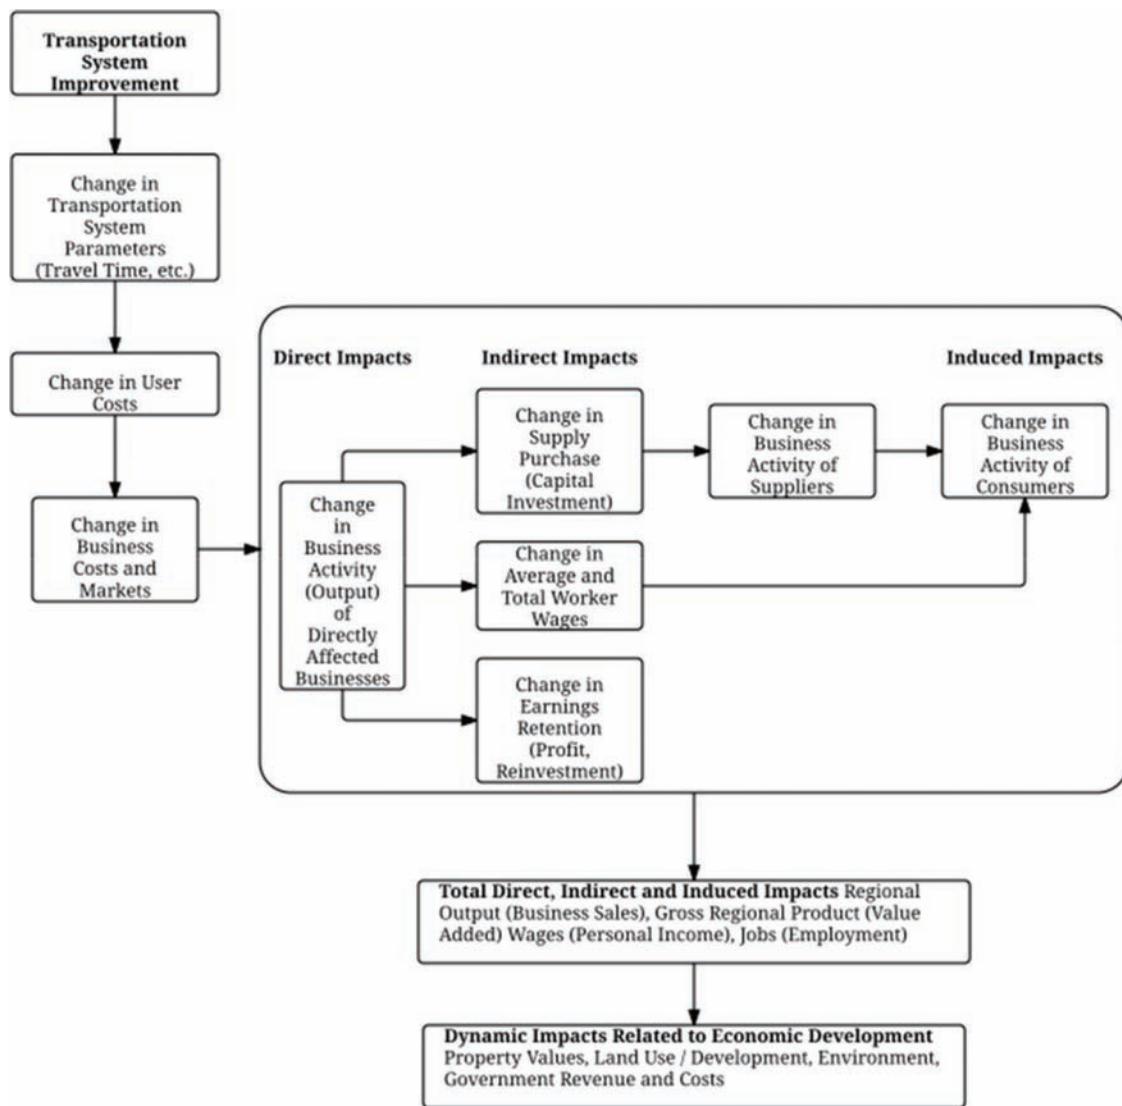 Transportation
System
Improvement
Change in
Transportation
System
Parameters
(Travel Time, etc.)
Change in User
Costs
Change in
Business
Costs and
Markets
Direct Impacts
Change
in
Business
Activity
(Output)
of
Directly
Affected
Businesses
Indirect Impacts
Change in
Supply
Purchase
(Capital
Investment)
Change in
Business
Activity of
Suppliers
Induced Impacts
Change in
Business
Activity of
Consumers
Change in
Average and
Total Worker
Wages
Change in
Earnings
Retention
(Profit,
Reinvestment)
Total Direct, Indirect and Induced Impacts Regional
Output (Business Sales), Gross Regional Product (Value
Added) Wages (Personal Income), Jobs (Employment)
Dynamic Impacts Related to Economic Development
Property Values, Land Use / Development, Environment,
Government Revenue and Costs